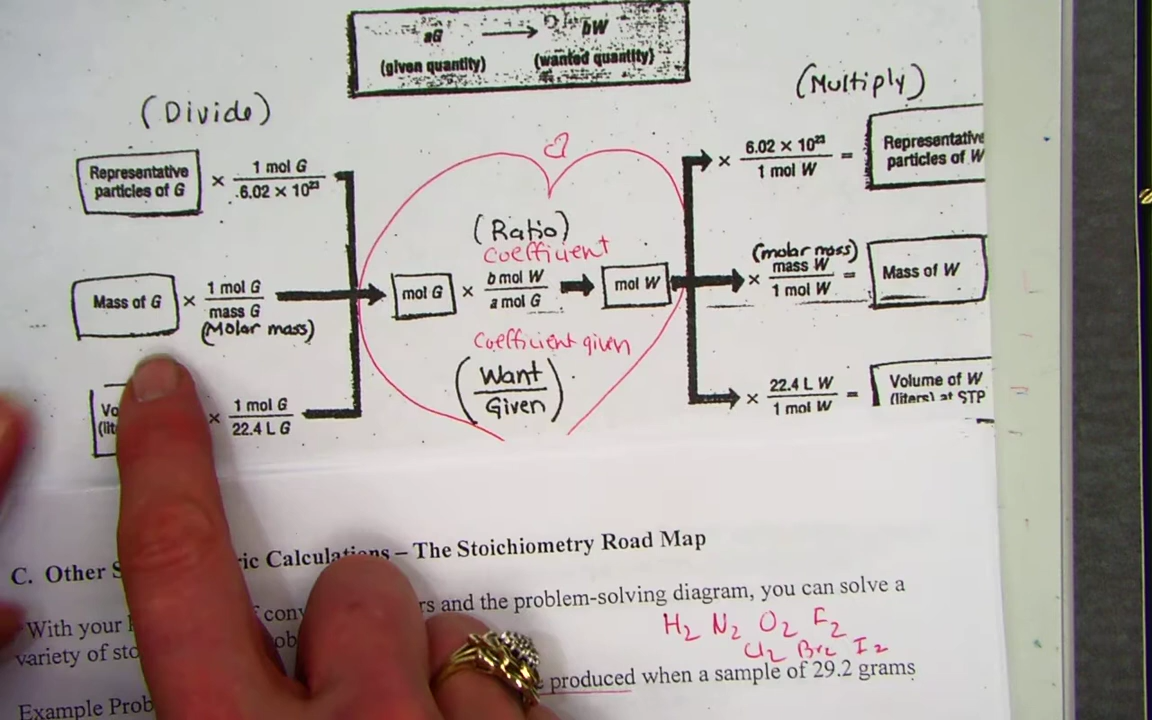 aG → bW
(given quantity) (wanted quantity)
(Divide)
(Multiply)
Representative particles of G × 1 mol G / 6.02 × 10²³
× 6.02 × 10²³ / 1 mol W = Representative particles of W
(Ratio)
coefficient
Mass of G × 1 mol G / mass G
(Molar mass)
mol G × b mol W / a mol G → mol W
(molar mass)
× mass W / 1 mol W = Mass of W
Coefficient given
(Want / Given)
× 1 mol G / 22.4 L G
× 22.4 L W / 1 mol W = Volume of W (liters) at STP
C. Other Calculations – The Stoichiometry Road Map
With your and the problem-solving diagram, you can solve a
H₂ N₂ O₂ F₂
variety of
Cl₂ Br₂ I₂
produced when a sample of 29.2 grams
Example